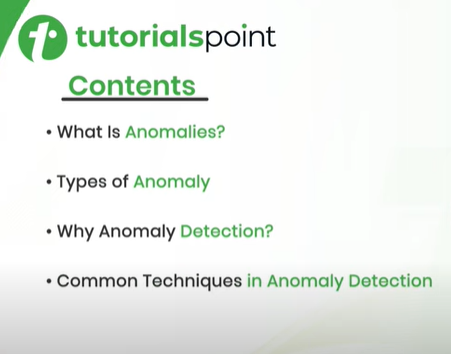 tutorialspoint
Contents
• What Is Anomalies?
• Types of Anomaly
• Why Anomaly Detection?
• Common Techniques in Anomaly Detection